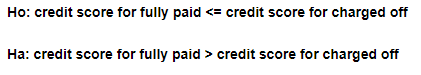 Ho: credit score for fully paid <= credit score for charged off
Ha: credit score for fully paid > credit score for charged off